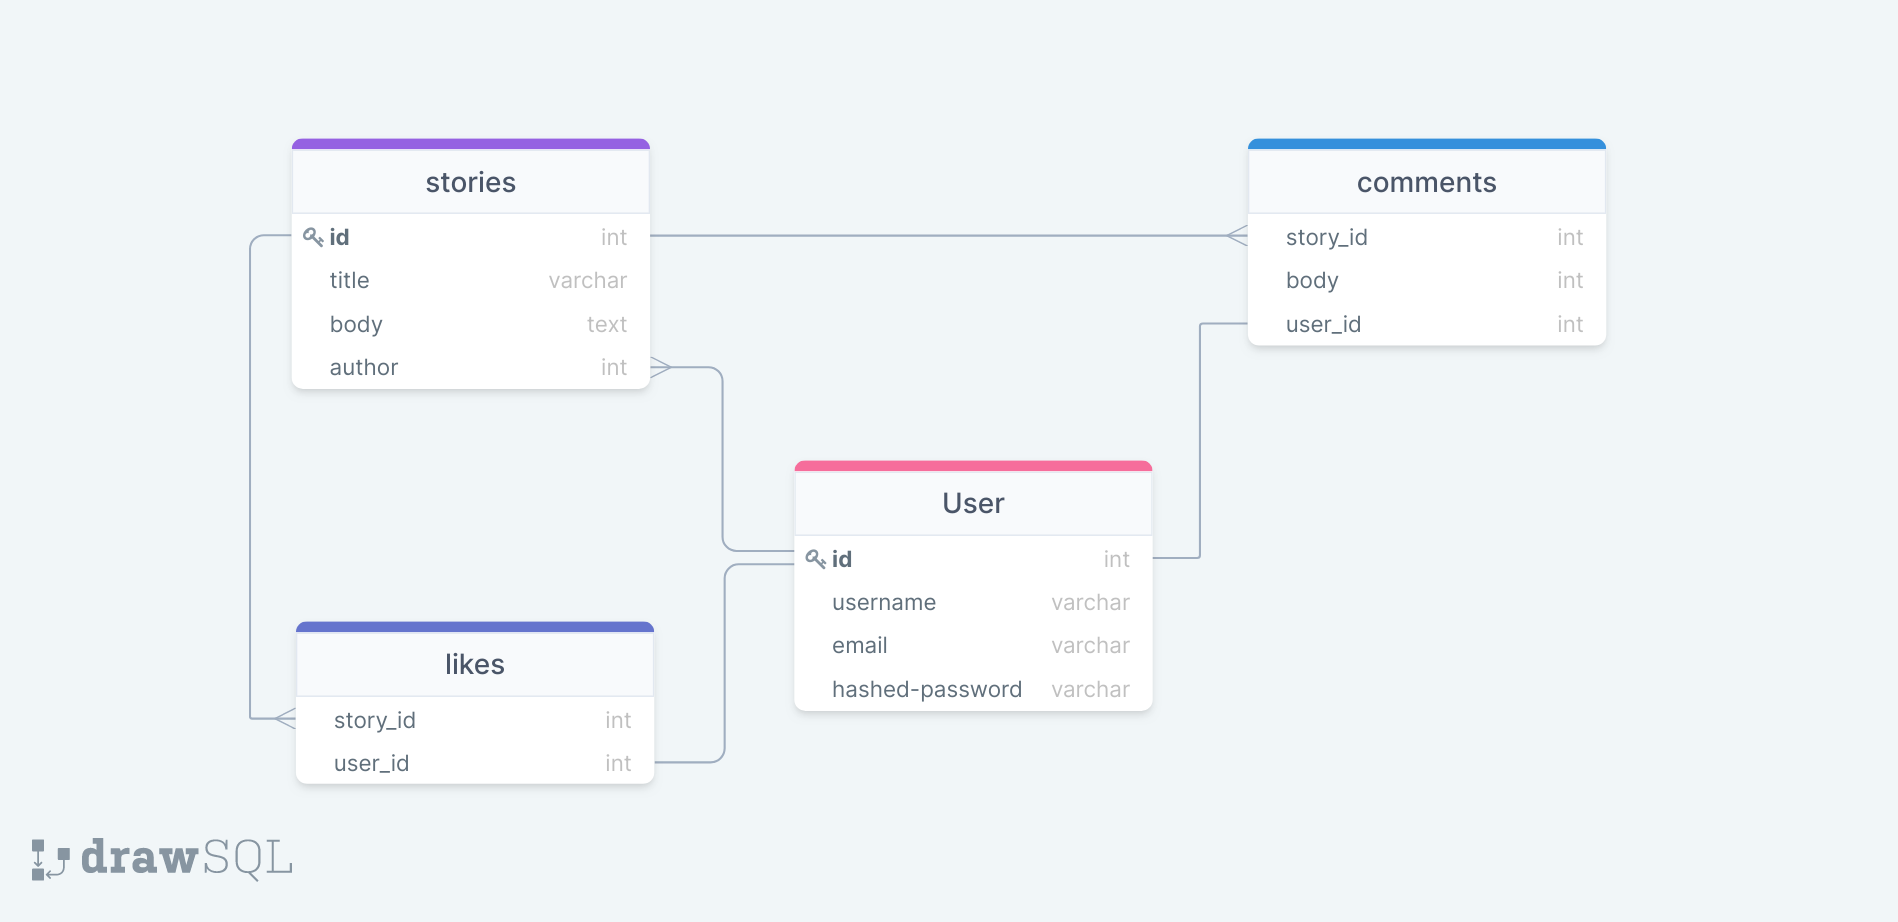 stories
id int
title varchar
body text
author int
comments
story_id int
body int
user_id int
User
id int
username varchar
email varchar
hashed-password varchar
likes
story_id int
user_id int
drawSQL